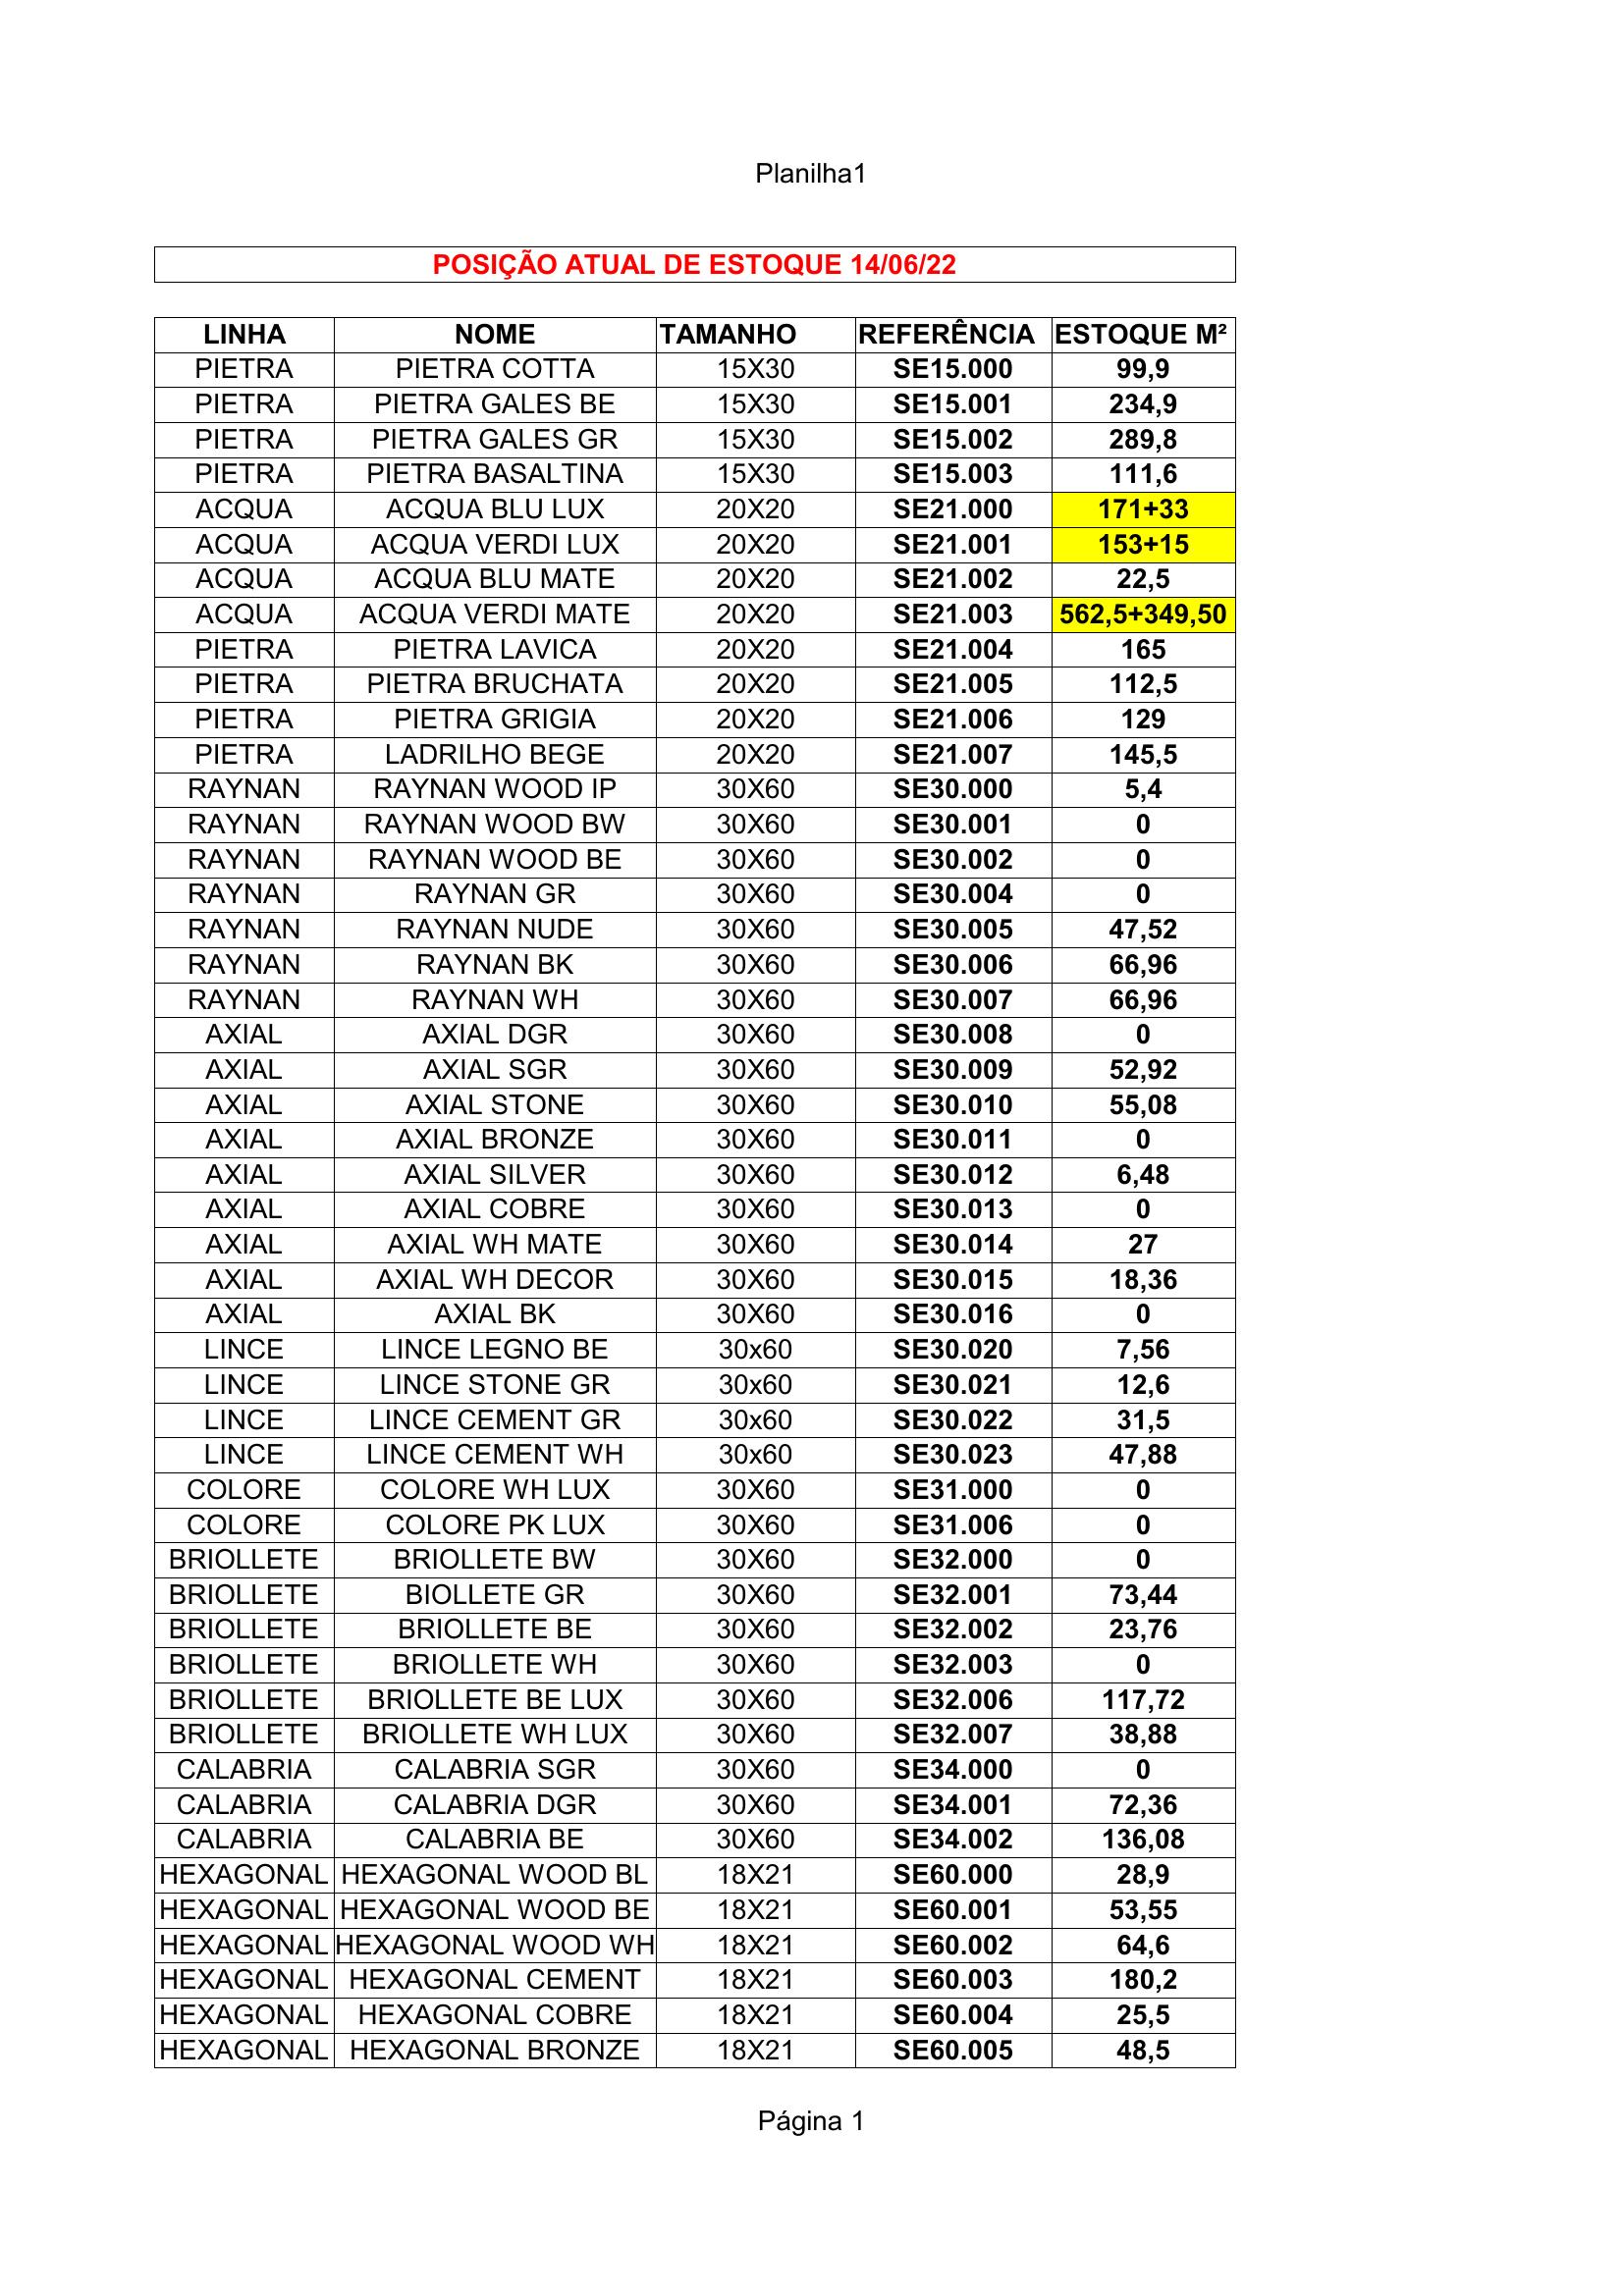 Planilha1
POSIÇÃO ATUAL DE ESTOQUE 14/06/22
LINHA NOME TAMANHO REFERÊNCIA ESTOQUE M²
PIETRA PIETRA COTTA 15X30 SE15.000 99,9
PIETRA PIETRA GALES BE 15X30 SE15.001 234,9
PIETRA PIETRA GALES GR 15X30 SE15.002 289,8
PIETRA PIETRA BASALTINA 15X30 SE15.003 111,6
ACQUA ACQUA BLU LUX 20X20 SE21.000 171+33
ACQUA ACQUA VERDI LUX 20X20 SE21.001 153+15
ACQUA ACQUA BLU MATE 20X20 SE21.002 22,5
ACQUA ACQUA VERDI MATE 20X20 SE21.003 562,5+349,50
PIETRA PIETRA LAVICA 20X20 SE21.004 165
PIETRA PIETRA BRUCHATA 20X20 SE21.005 112,5
PIETRA PIETRA GRIGIA 20X20 SE21.006 129
PIETRA LADRILHO BEGE 20X20 SE21.007 145,5
RAYNAN RAYNAN WOOD IP 30X60 SE30.000 5,4
RAYNAN RAYNAN WOOD BW 30X60 SE30.001 0
RAYNAN RAYNAN WOOD BE 30X60 SE30.002 0
RAYNAN RAYNAN GR 30X60 SE30.004 0
RAYNAN RAYNAN NUDE 30X60 SE30.005 47,52
RAYNAN RAYNAN BK 30X60 SE30.006 66,96
RAYNAN RAYNAN WH 30X60 SE30.007 66,96
AXIAL AXIAL DGR 30X60 SE30.008 0
AXIAL AXIAL SGR 30X60 SE30.009 52,92
AXIAL AXIAL STONE 30X60 SE30.010 55,08
AXIAL AXIAL BRONZE 30X60 SE30.011 0
AXIAL AXIAL SILVER 30X60 SE30.012 6,48
AXIAL AXIAL COBRE 30X60 SE30.013 0
AXIAL AXIAL WH MATE 30X60 SE30.014 27
AXIAL AXIAL WH DECOR 30X60 SE30.015 18,36
AXIAL AXIAL BK 30X60 SE30.016 0
LINCE LINCE LEGNO BE 30x60 SE30.020 7,56
LINCE LINCE STONE GR 30x60 SE30.021 12,6
LINCE LINCE CEMENT GR 30x60 SE30.022 31,5
LINCE LINCE CEMENT WH 30x60 SE30.023 47,88
COLORE COLORE WH LUX 30X60 SE31.000 0
COLORE COLORE PK LUX 30X60 SE31.006 0
BRIOLLETE BRIOLLETE BW 30X60 SE32.000 0
BRIOLLETE BIOLLETE GR 30X60 SE32.001 73,44
BRIOLLETE BRIOLLETE BE 30X60 SE32.002 23,76
BRIOLLETE BRIOLLETE WH 30X60 SE32.003 0
BRIOLLETE BRIOLLETE BE LUX 30X60 SE32.006 117,72
BRIOLLETE BRIOLLETE WH LUX 30X60 SE32.007 38,88
CALABRIA CALABRIA SGR 30X60 SE34.000 0
CALABRIA CALABRIA DGR 30X60 SE34.001 72,36
CALABRIA CALABRIA BE 30X60 SE34.002 136,08
HEXAGONAL HEXAGONAL WOOD BL 18X21 SE60.000 28,9
HEXAGONAL HEXAGONAL WOOD BE 18X21 SE60.001 53,55
HEXAGONAL HEXAGONAL WOOD WH 18X21 SE60.002 64,6
HEXAGONAL HEXAGONAL CEMENT 18X21 SE60.003 180,2
HEXAGONAL HEXAGONAL COBRE 18X21 SE60.004 25,5
HEXAGONAL HEXAGONAL BRONZE 18X21 SE60.005 48,5
Página 1